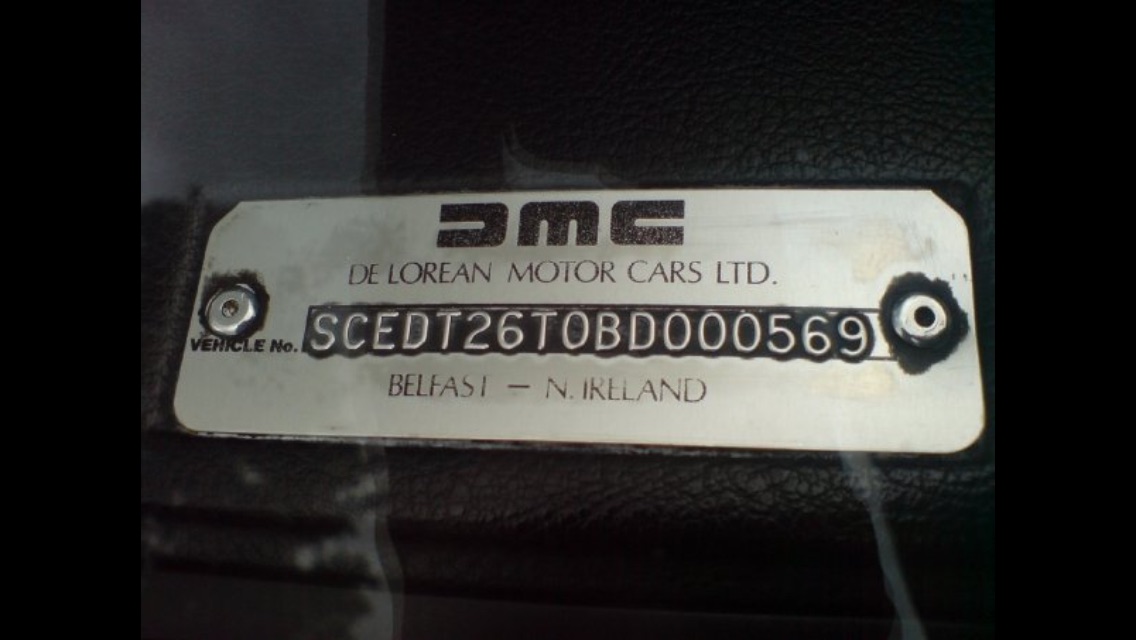 DMC
DE LOREAN MOTOR CARS LTD.
VEHICLE No. SCEDT26T0BD000569
BELFAST – N. IRELAND